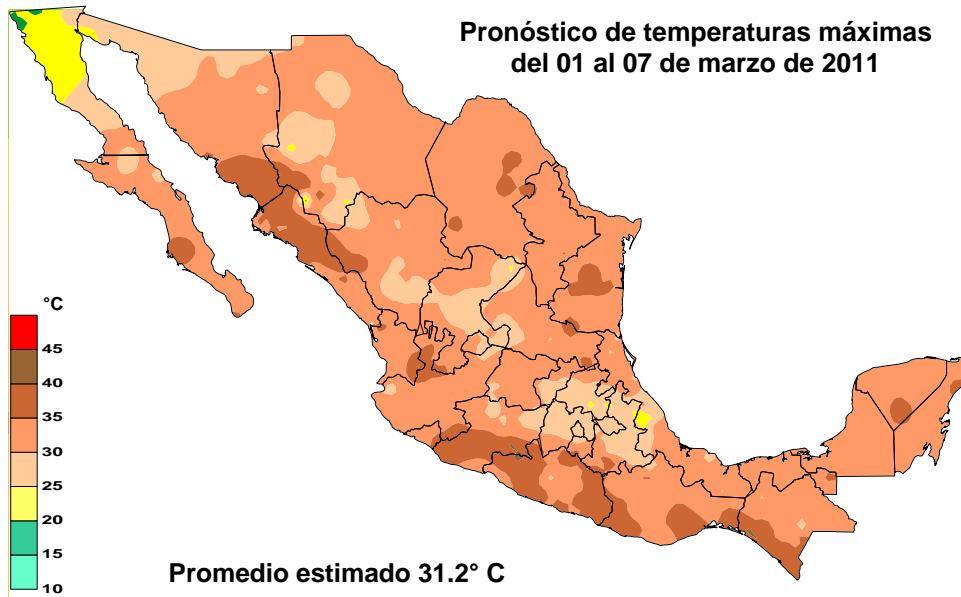 Pronóstico de temperaturas máximas
del 01 al 07 de marzo de 2011
°C
45
40
35
30
25
20
15
10
Promedio estimado 31.2° C